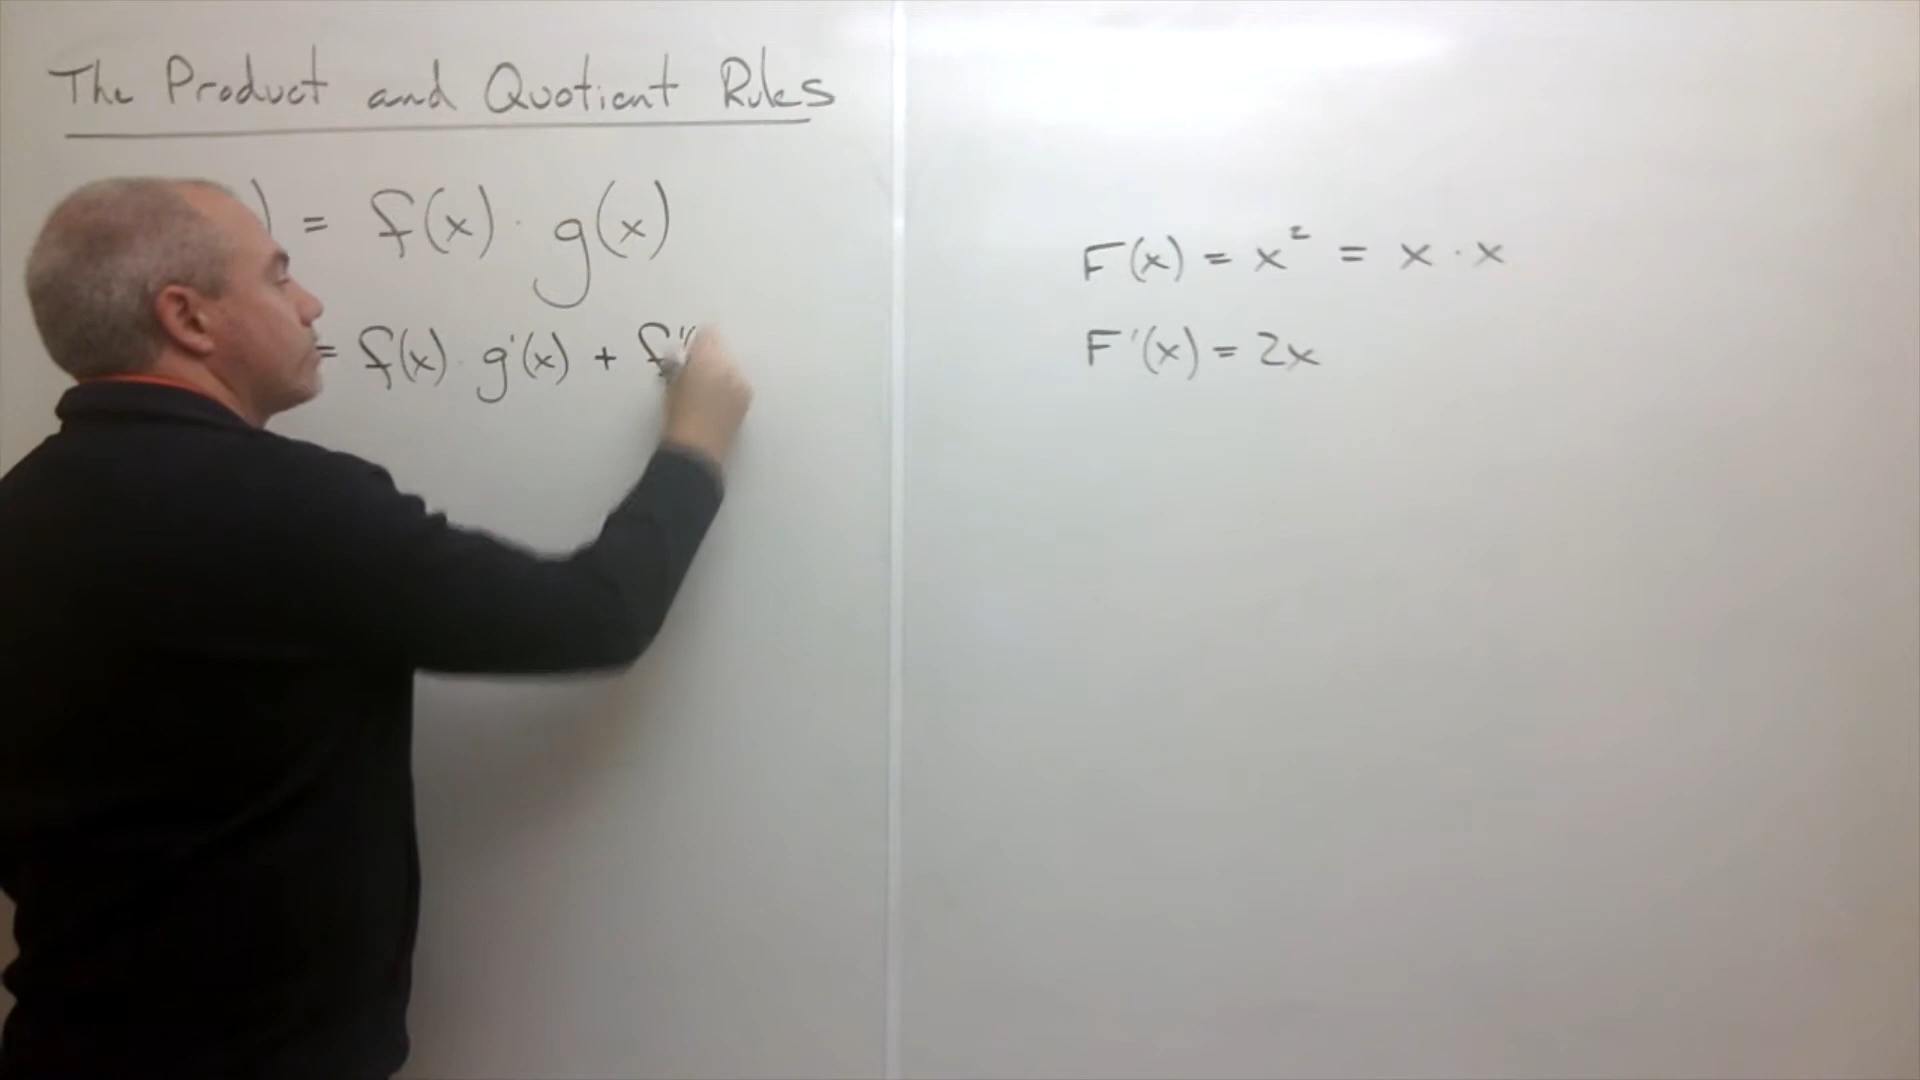 The Product and Quotient Rules
) = f(x) · g(x)
= f(x) · g'(x) + f'(
F(x) = x² = x · x
F'(x) = 2x